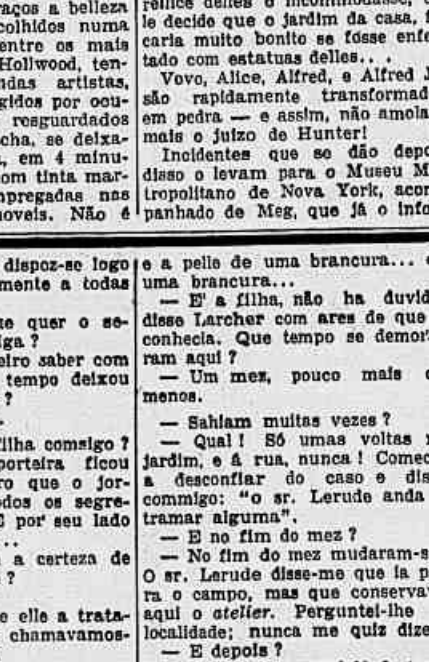 raços a belleza
colhidos numa
entre os mais
Hollwood, ten-
ndas artistas,
gidos por ocu-
resguardados
cha, se deixa-
, em 4 minu-
om tinta mar-
mpregadas nas
noveis. Não é
le decide que o jardim da casa, f
caria muito bonito se fôsse enfe
tado com estatuas delles...
Vovo, Alice, Alfred, e Alfred J
são rapidamente transformad
em pedra — e assim, não amola
mais o juizo de Hunter!
Incidentes que se dão depo
disso o levam para o Museu M
tropolitano de Nova York, acor
panhado de Meg, que já o info
dispoz-se logo
mente a todas
te quer o se-
iga ?
eiro saber com
tempo deixou
?
filha comsigo ?
porteira ficou
ro que o jor-
odos os segre-
E por seu lado
...
a certeza de
?
e elle a trata-
chamavamos-
e a pelle de uma brancura... e
uma brancura...
— E' a filha, não ha duvid
disse Larcher com ares de que
conhecia. Que tempo se demor
ram aqui ?
— Um mez, pouco mais o
menos.
— Sahiam muitas vezes ?
— Qual ! Só umas voltas n
jardim, e á rua, nunca ! Comec
a desconfiar do caso e dis
commigo: "o sr. Lerude anda
tramar alguma".
— E no fim do mez ?
— No fim do mez mudaram-s
O sr. Lerude disse-me que ia p
ra o campo, mas que conserva
aqui o atelier. Perguntei-lhe
localidade; nunca me quiz dize
— E depois ?